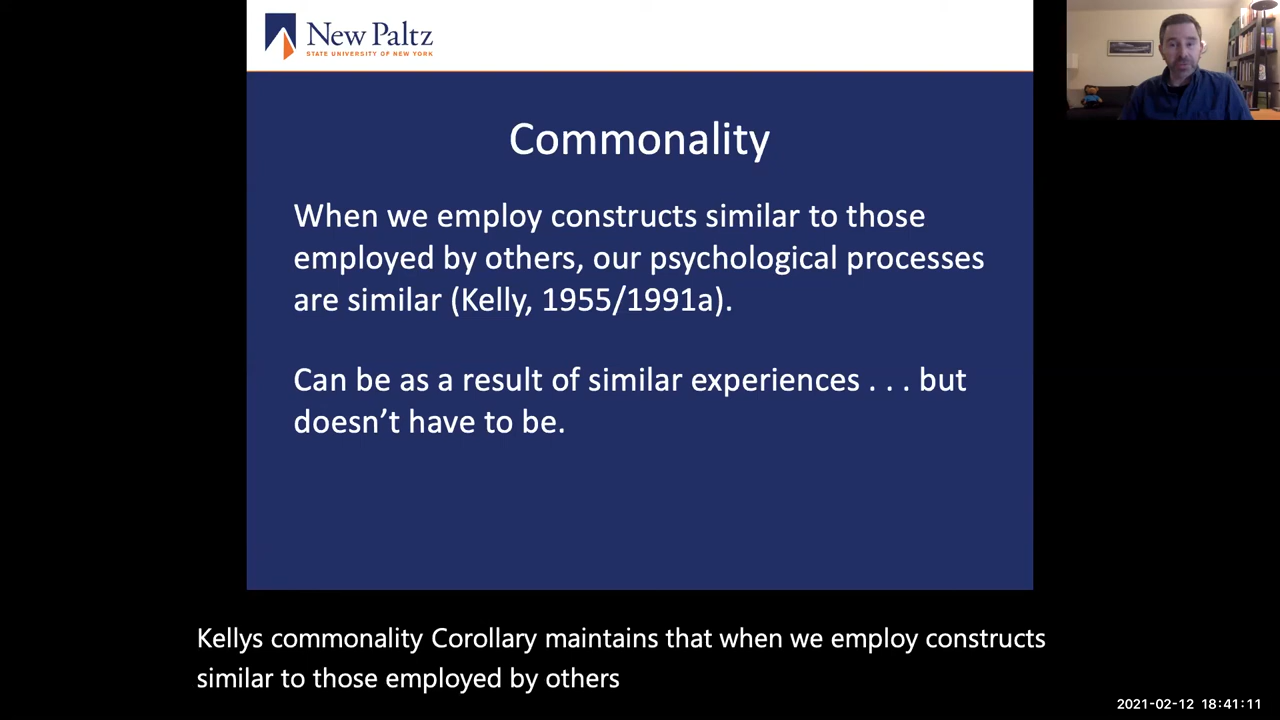 New Paltz
STATE UNIVERSITY OF NEW YORK
Commonality
When we employ constructs similar to those
employed by others, our psychological processes
are similar (Kelly, 1955/1991a).
Can be as a result of similar experiences . . . but
doesn’t have to be.
Kellys commonality Corollary maintains that when we employ constructs
similar to those employed by others
2021-02-12 18:41:11